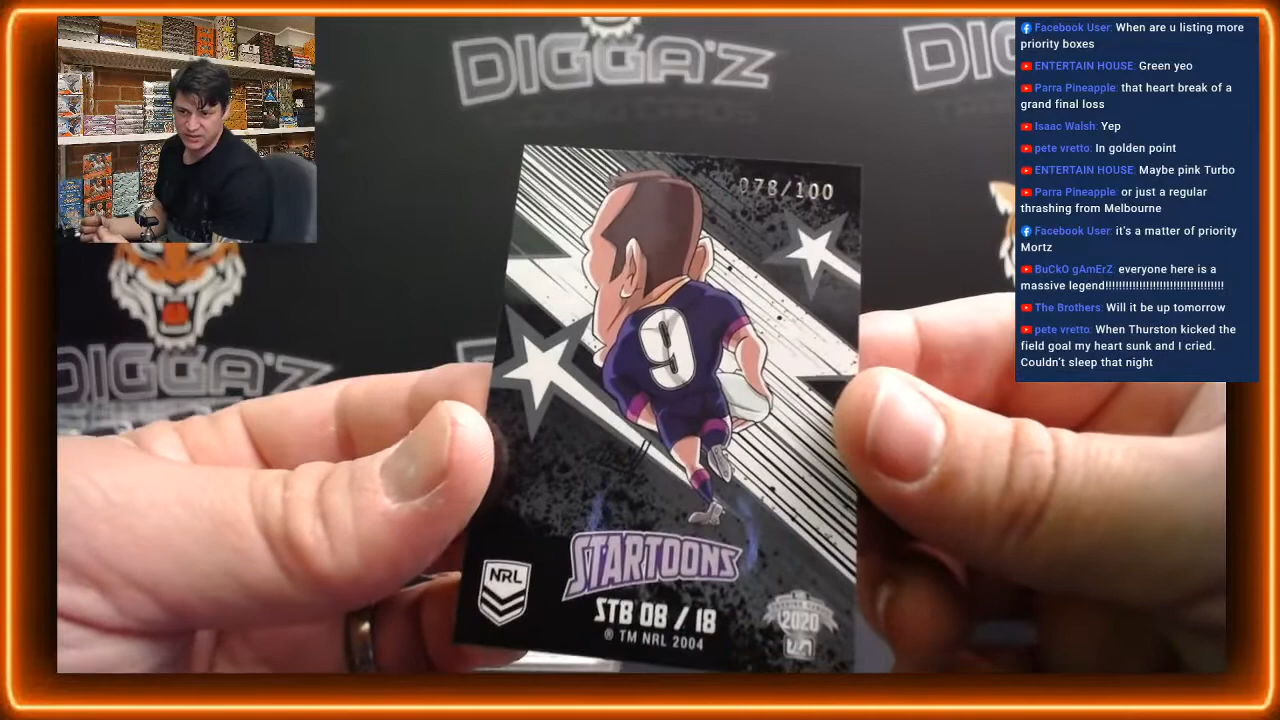 DIGGA'Z
DIGGA'Z
078/100
9
STARTOONS
NRL
STB 08 / 18
® TM NRL 2004
2020
Facebook User: When are u listing more
priority boxes
ENTERTAIN HOUSE: Green yeo
Parra Pineapple: that heart break of a
grand final loss
Isaac Walsh: Yep
pete vretto: In golden point
ENTERTAIN HOUSE: Maybe pink Turbo
Parra Pineapple: or just a regular
thrashing from Melbourne
Facebook User: it's a matter of priority
Mortz
BuCkO gAmErZ: everyone here is a
massive legend!!!!!!!!!!!!!!!!!!!!!!!!!!!!!!!!!!!!
The Brothers: Will it be up tomorrow
pete vretto: When Thurston kicked the
field goal my heart sunk and I cried.
Couldn't sleep that night